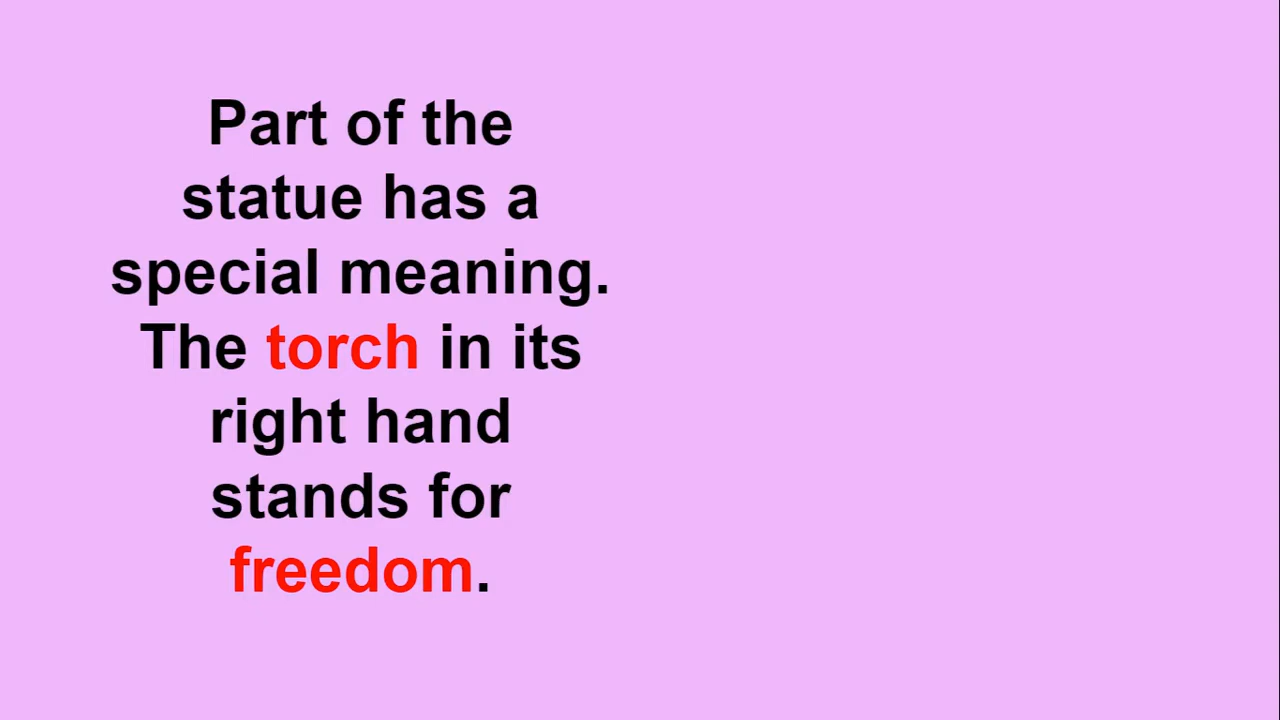 Part of the
statue has a
special meaning.
The torch in its
right hand
stands for
freedom.